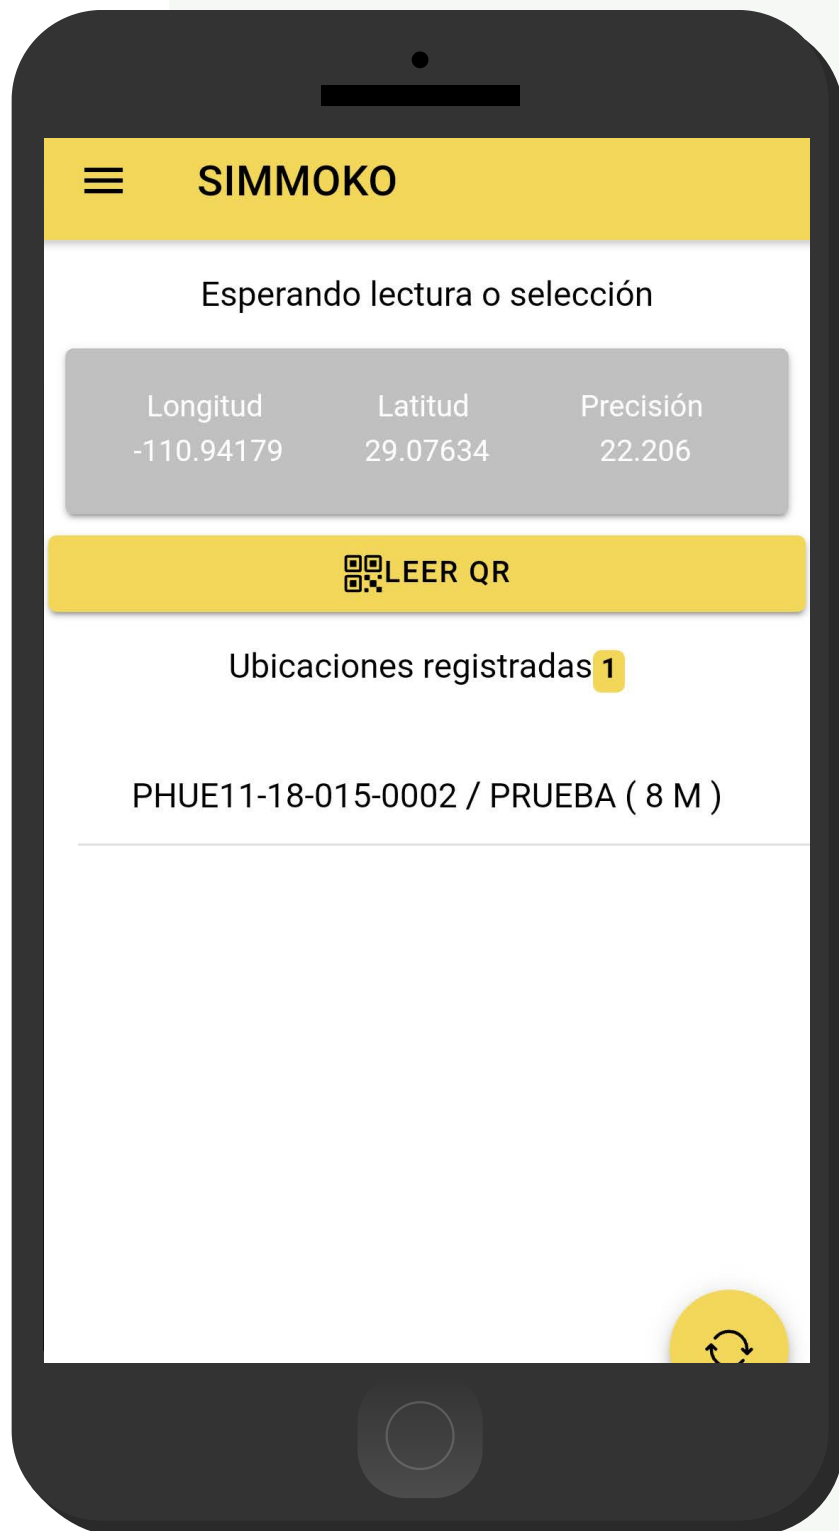 SIMMOKO
Esperando lectura o selección
Longitud Latitud Precisión
-110.94179 29.07634 22.206
LEER QR
Ubicaciones registradas 1
PHUE11-18-015-0002 / PRUEBA ( 8 M )